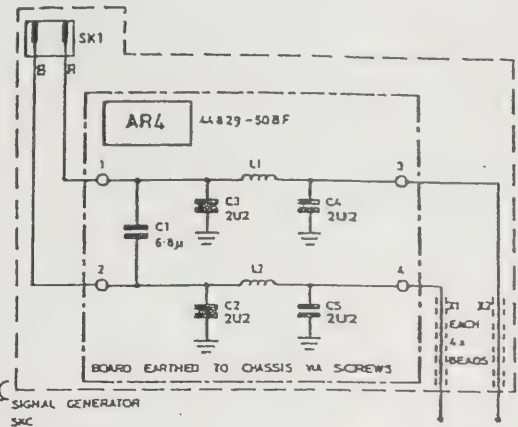 SK1
B R
AR4
44829-508F
1
L1
3
C3
2U2
C4
2U2
C1
6·8µ
2
L2
4
C2
2U2
C5
2U2
X1 X2
EACH
4x
BEADS
BOARD EARTHED TO CHASSIS VIA SCREWS
SIGNAL GENERATOR
SKC